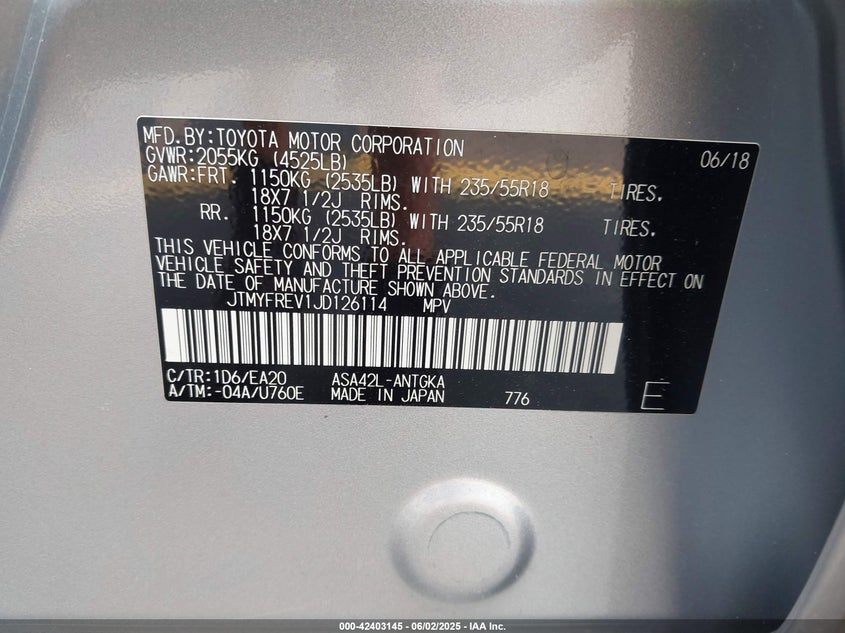 MFD.BY:TOYOTA MOTOR CORPORATION 06/18
GVWR:2055KG (4525LB)
GAWR:FRT. 1150KG (2535LB) WITH 235/55R18 TIRES.
18X7 1/2J RIMS.
RR. 1150KG (2535LB) WITH 235/55R18 TIRES.
18X7 1/2J RIMS.
THIS VEHICLE CONFORMS TO ALL APPLICABLE FEDERAL MOTOR
VEHICLE SAFETY AND THEFT PREVENTION STANDARDS IN EFFECT ON
THE DATE OF MANUFACTURE SHOWN ABOVE.
JTMYFREV1JD126114 MPV
C/TR:1D6/EA20 ASA42L-ANTGKA
A/TM:-04A/U760E MADE IN JAPAN 776 E
000-42403145 - 06/02/2025 - IAA Inc.